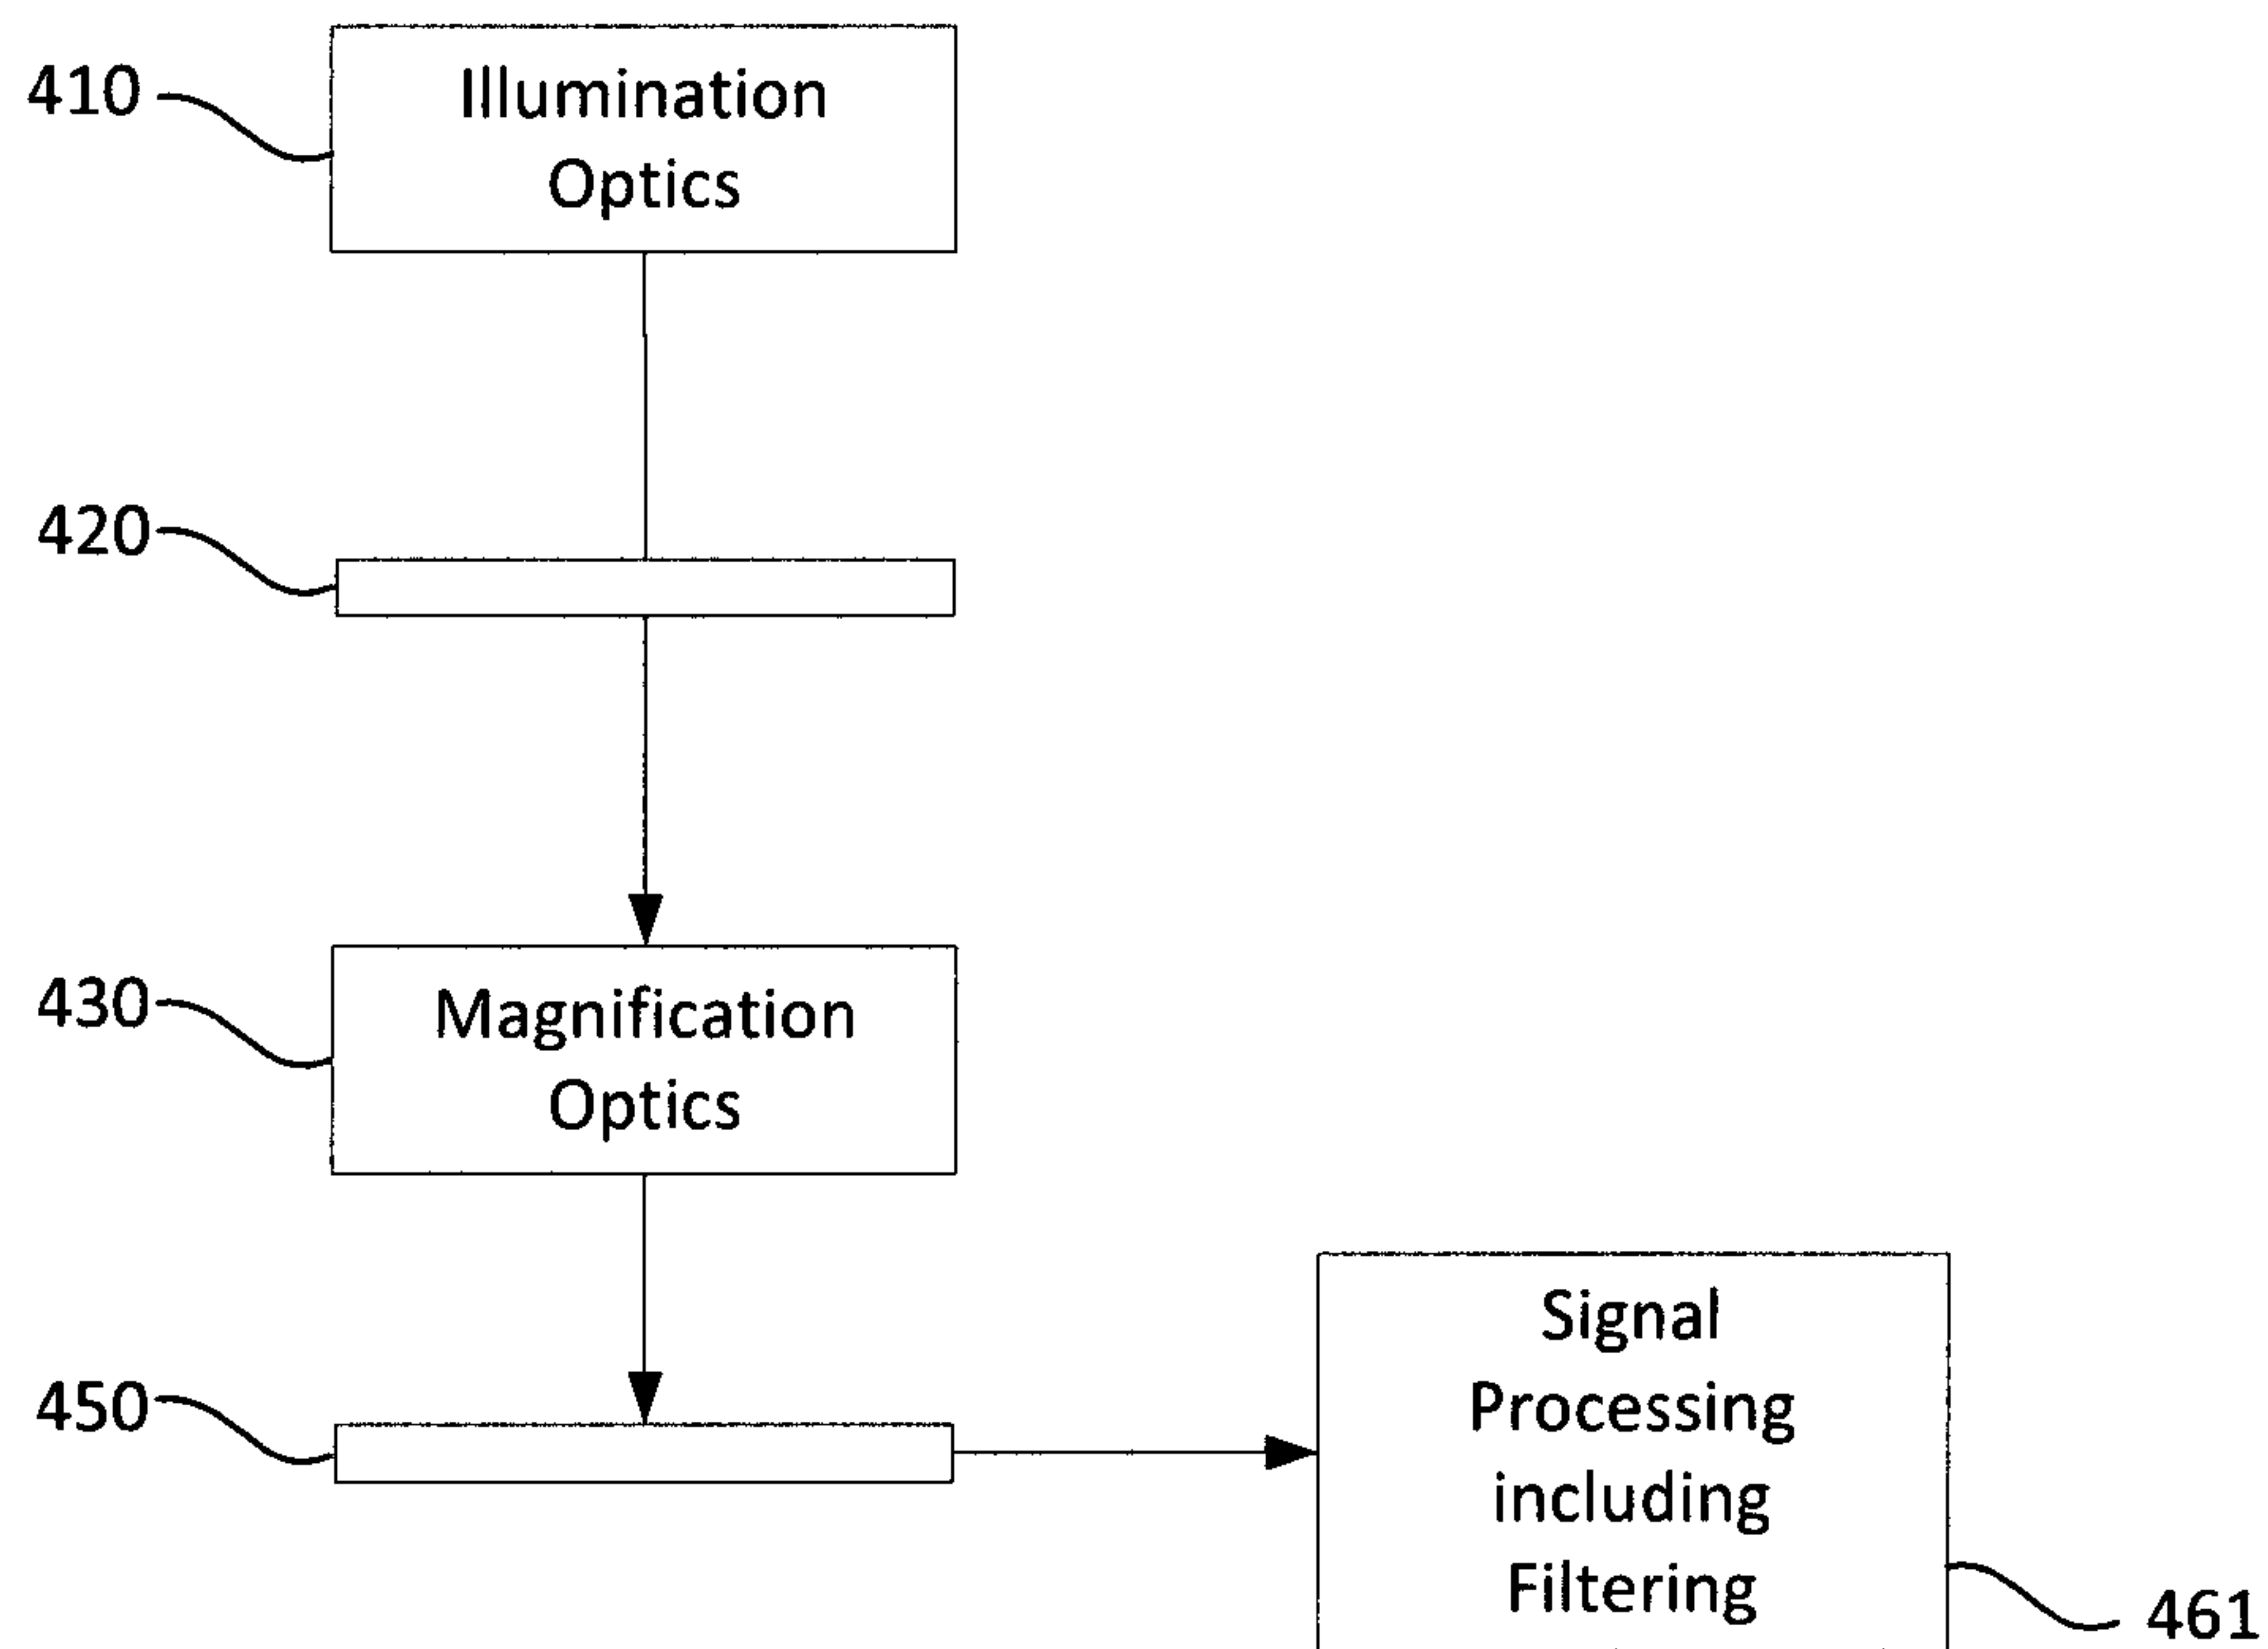 410
Illumination
Optics
420
430
Magnification
Optics
450
Signal
Processing
including
Filtering
461